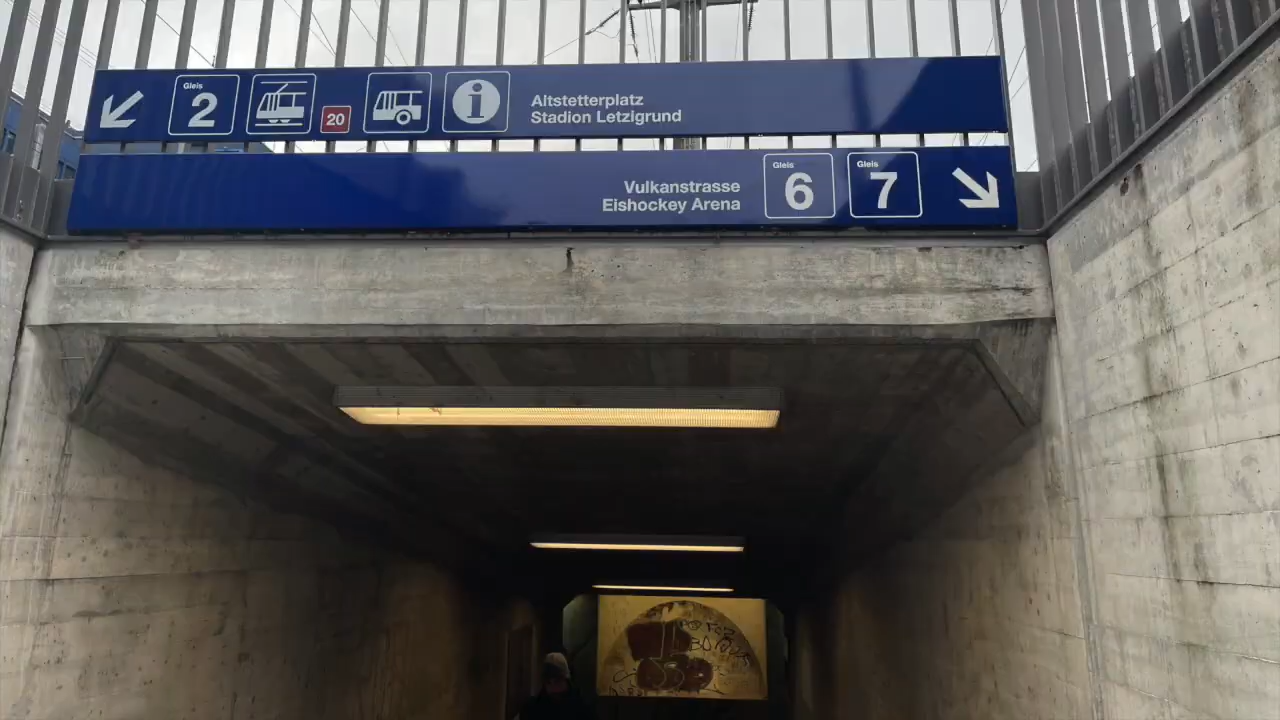 Gleis
2
20
i
Altstetterplatz
Stadion Letzigrund
Vulkanstrasse
Eishockey Arena
Gleis
6
Gleis
7